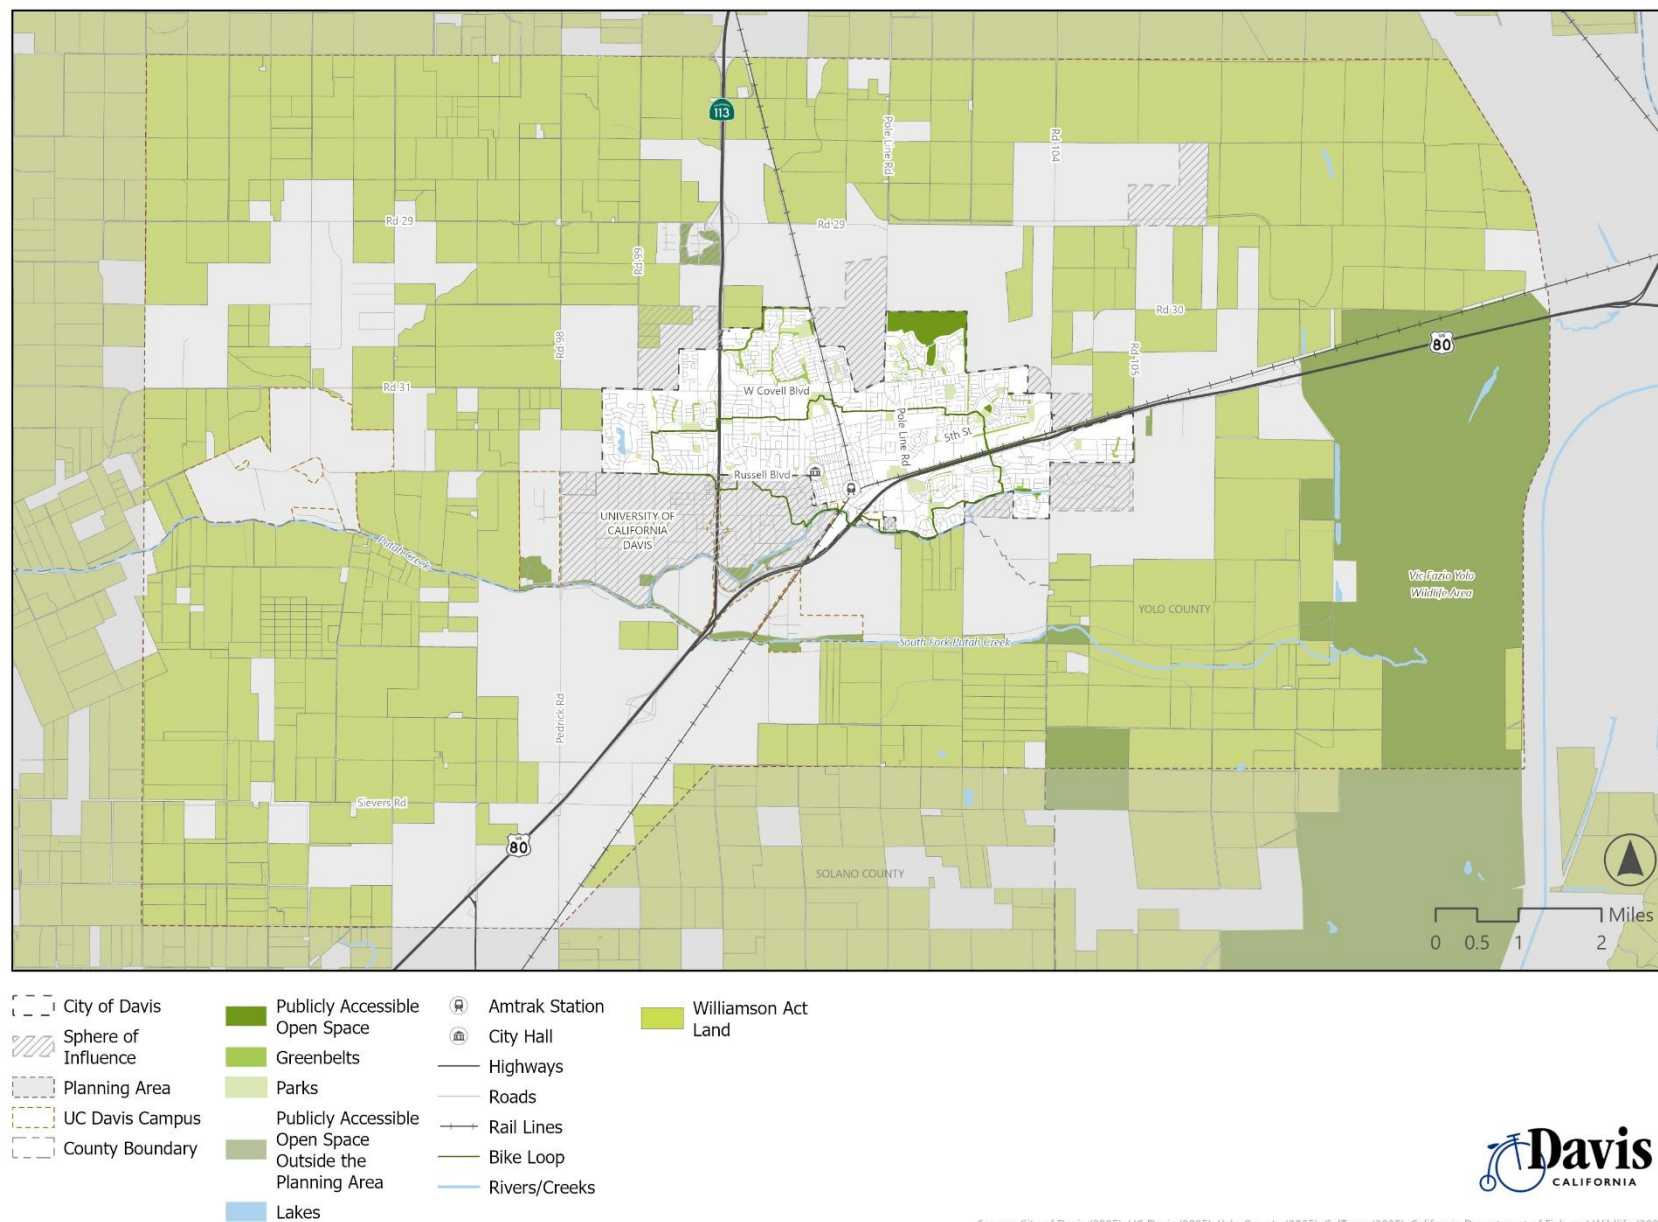 113
Pole Line Rd
Rd 104
Rd 29
Rd 29
Rd 99
Rd 30
Rd 98
Rd 105
80
Rd 31
W Covell Blvd
Pole Line Rd
5th St
Russell Blvd
UNIVERSITY OF
CALIFORNIA
DAVIS
Putah Creek
Vic Fazio Yolo
Wildlife Area
YOLO COUNTY
South Fork Putah Creek
Pedrick Rd
Sievers Rd
80
SOLANO COUNTY
Miles
0 0.5 1 2
City of Davis
Sphere of
Influence
Planning Area
UC Davis Campus
County Boundary
Publicly Accessible
Open Space
Greenbelts
Parks
Publicly Accessible
Open Space
Outside the
Planning Area
Lakes
Amtrak Station
City Hall
Highways
Roads
Rail Lines
Bike Loop
Rivers/Creeks
Williamson Act
Land
Davis
CALIFORNIA